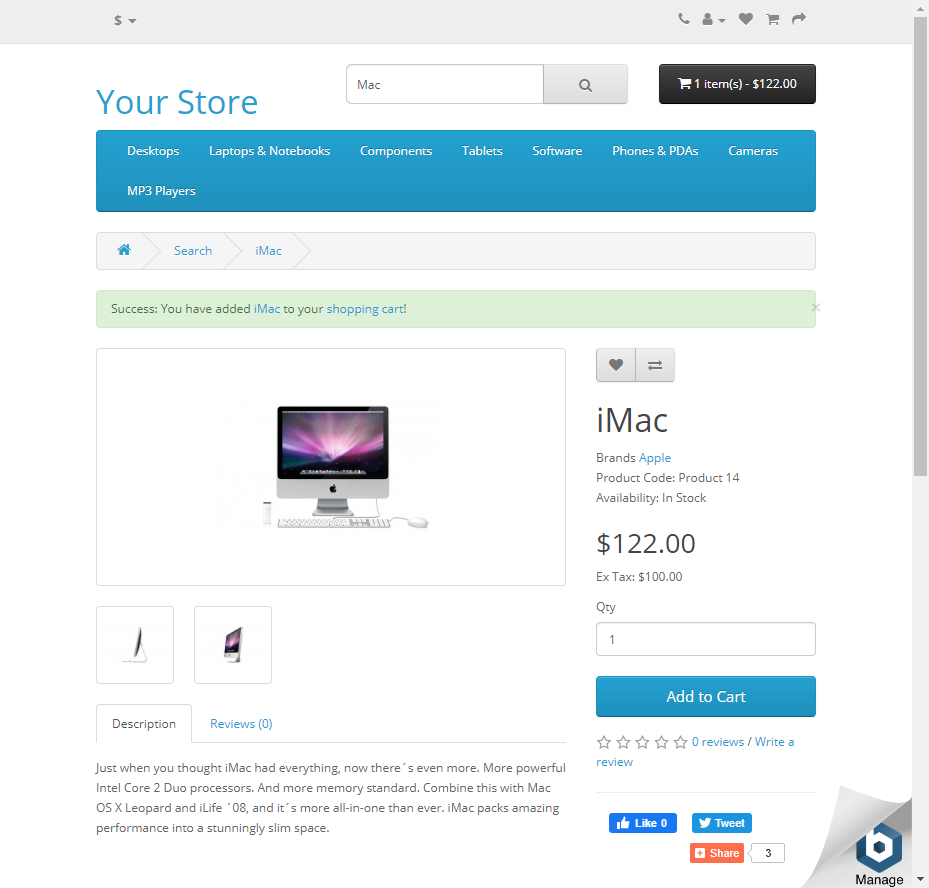 $
Mac
1 item(s) - $122.00
Your Store
Desktops Laptops & Notebooks Components Tablets Software Phones & PDAs Cameras
MP3 Players
Search iMac
Success: You have added iMac to your shopping cart!
×
iMac
Brands Apple
Product Code: Product 14
Availability: In Stock
$122.00
Ex Tax: $100.00
Qty
1
Add to Cart
0 reviews / Write a
review
Description Reviews (0)
Just when you thought iMac had everything, now there´s even more. More powerful
Intel Core 2 Duo processors. And more memory standard. Combine this with Mac
OS X Leopard and iLife ´08, and it´s more all-in-one than ever. iMac packs amazing
performance into a stunningly slim space.
Like 0 Tweet
Share 3
Manage